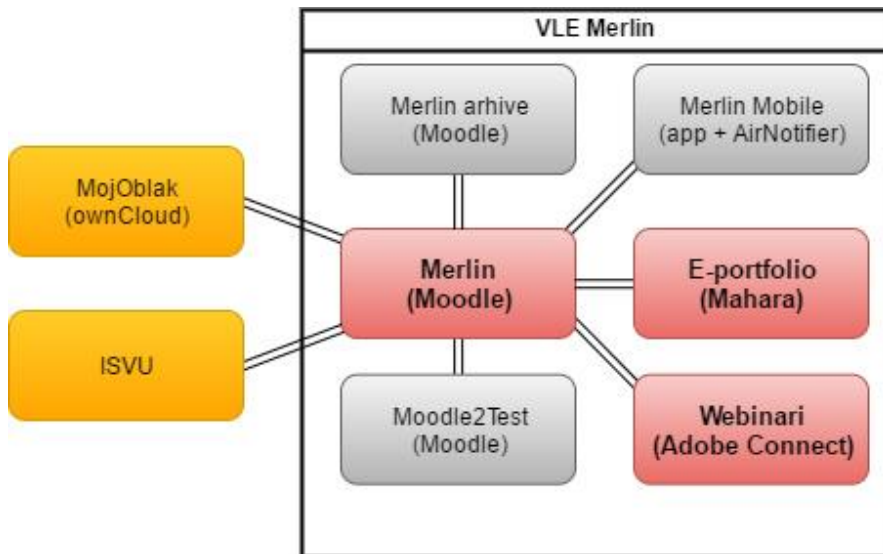 VLE Merlin
Merlin arhive
(Moodle)
Merlin Mobile
(app + AirNotifier)
MojOblak
(ownCloud)
Merlin
(Moodle)
E-portfolio
(Mahara)
ISVU
Moodle2Test
(Moodle)
Webinari
(Adobe Connect)